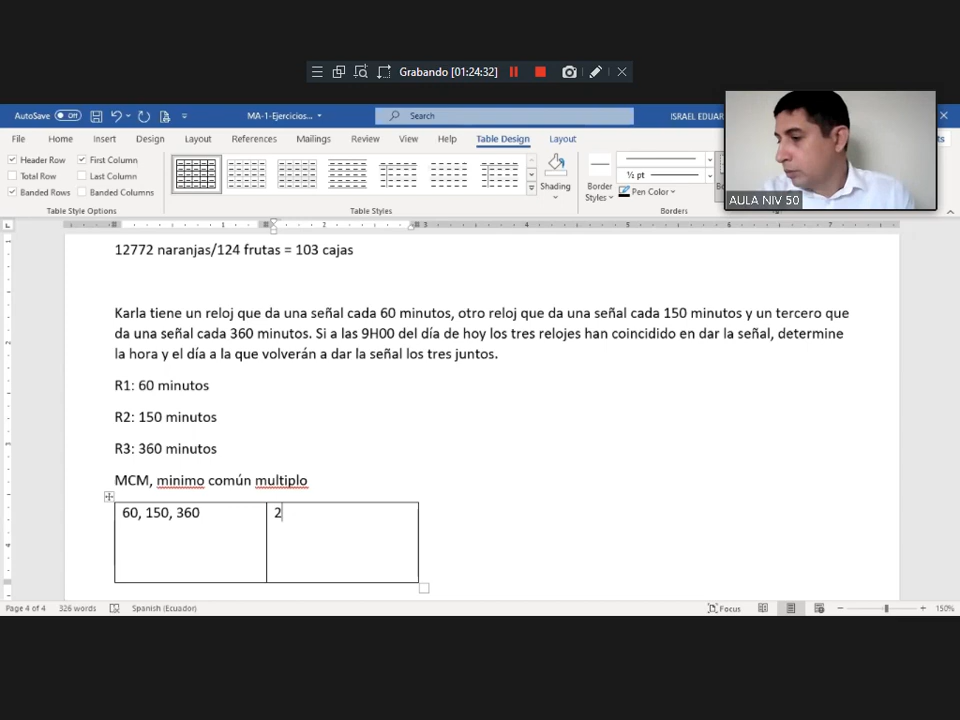 Grabando [01:24:32]
AutoSave Off MA-1-Ejercicios... Search ISRAEL EDUAR
File Home Insert Design Layout References Mailings Review View Help Grammarly Table Design Layout
Header Row First Column
Total Row Last Column
Banded Rows Banded Columns
Table Style Options
Table Styles
Shading
Border
Styles
½ pt
Pen Color
Borders
AULA NIV 50
12772 naranjas/124 frutas = 103 cajas
Karla tiene un reloj que da una señal cada 60 minutos, otro reloj que da una señal cada 150 minutos y un tercero que
da una señal cada 360 minutos. Si a las 9H00 del día de hoy los tres relojes han coincidido en dar la señal, determine
la hora y el día a la que volverán a dar la señal los tres juntos.
R1: 60 minutos
R2: 150 minutos
R3: 360 minutos
MCM, minimo común multiplo
60, 150, 360 2
Page 4 of 4 326 words Spanish (Ecuador) Focus 150%